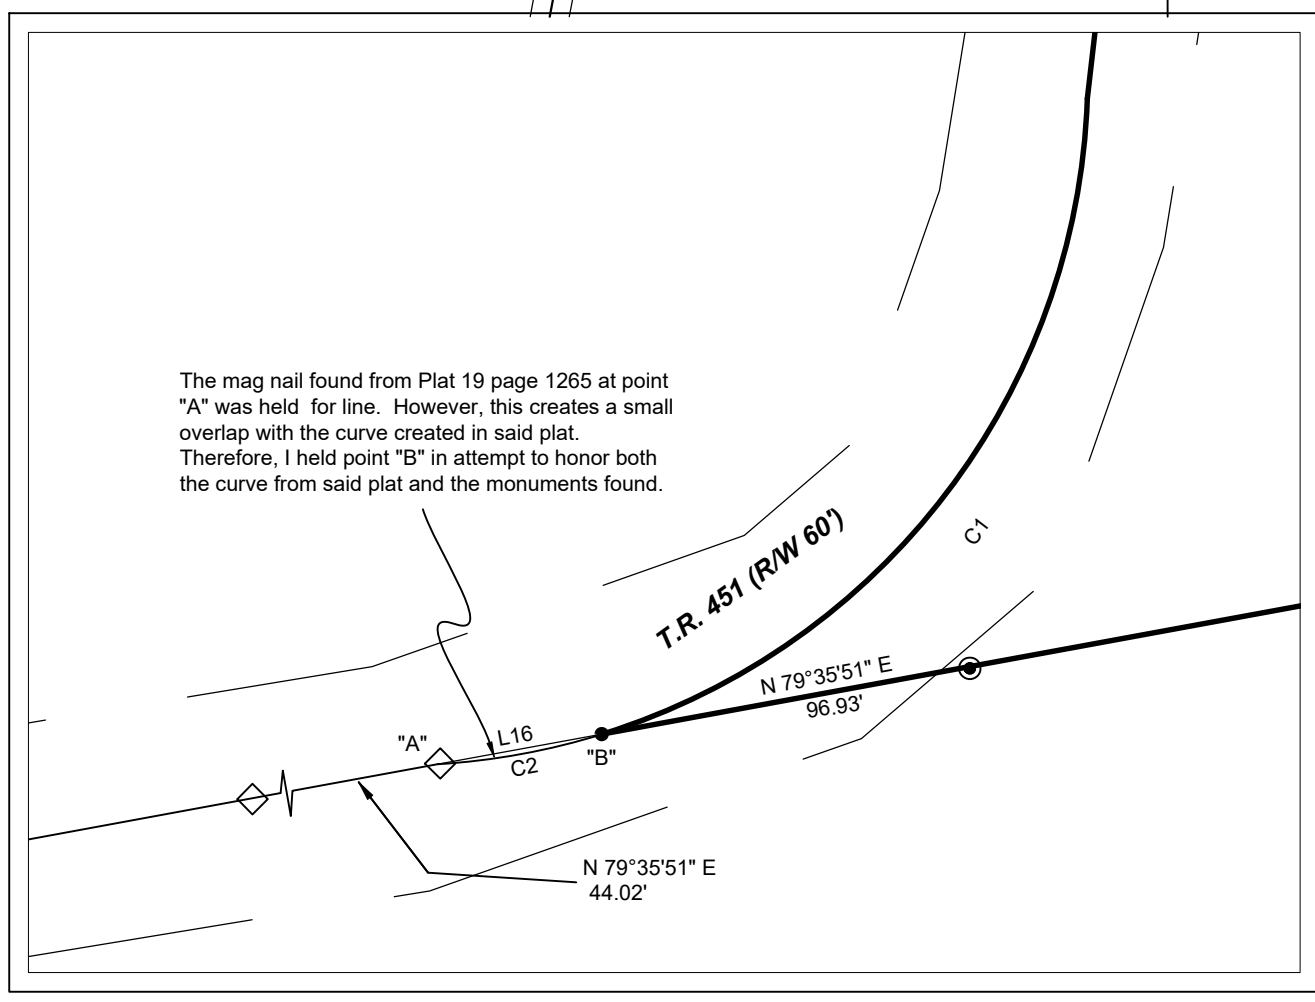 The mag nail found from Plat 19 page 1265 at point
"A" was held  for line.  However, this creates a small
overlap with the curve created in said plat.
Therefore, I held point "B" in attempt to honor both
the curve from said plat and the monuments found.
C1
T.R. 451 (R/W 60')
N 79°35'51" E
96.93'
"A"
L16
C2
"B"
N 79°35'51" E
44.02'